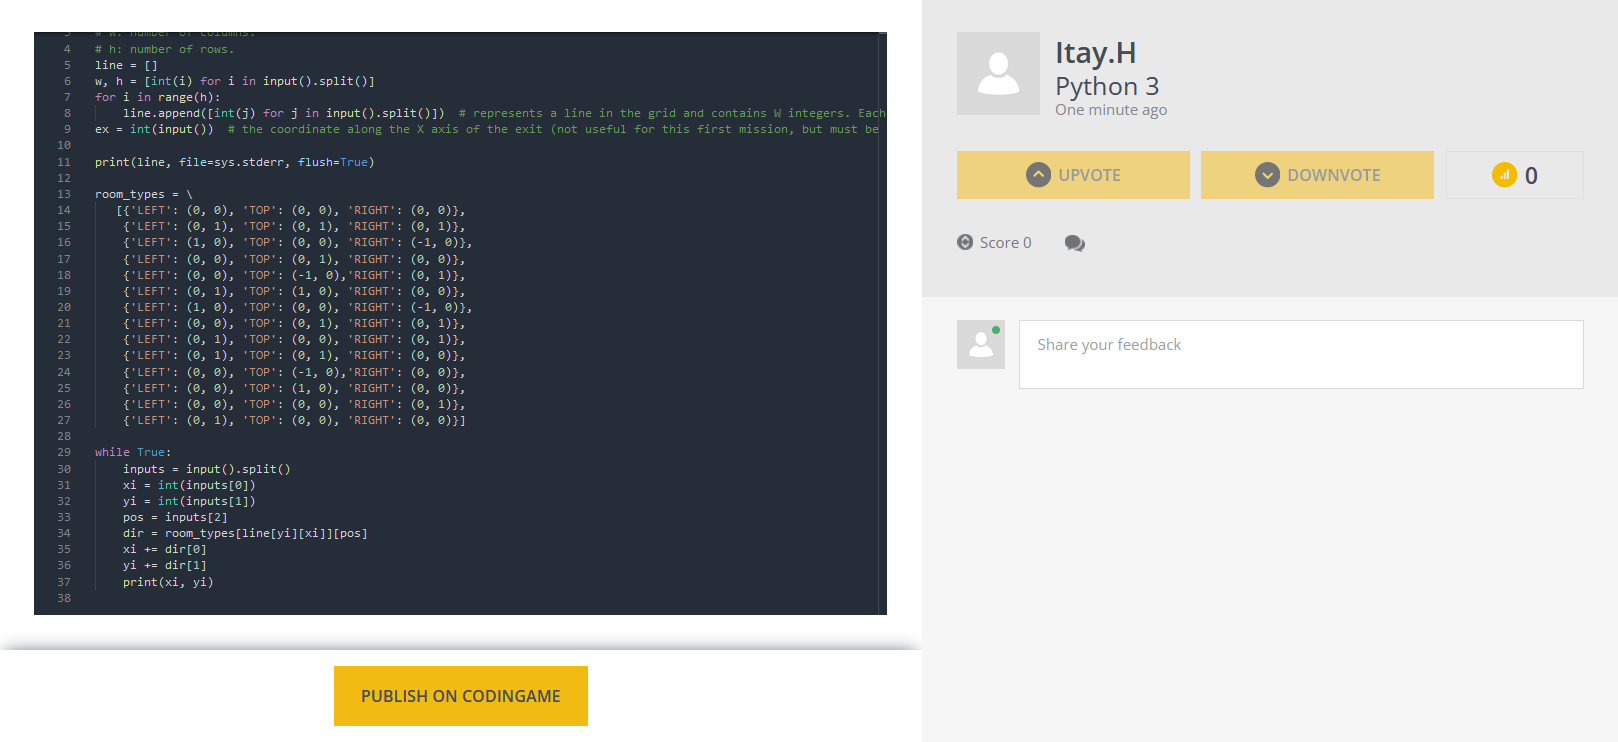 3 # w: number of columns.
4 # h: number of rows.
5 line = []
6 w, h = [int(i) for i in input().split()]
7 for i in range(h):
8     line.append([int(j) for j in input().split()])  # represents a line in the grid and contains W integers. Each
9 ex = int(input())  # the coordinate along the X axis of the exit (not useful for this first mission, but must be
10
11 print(line, file=sys.stderr, flush=True)
12
13 room_types = \
14    [{'LEFT': (0, 0), 'TOP': (0, 0), 'RIGHT': (0, 0)},
15     {'LEFT': (0, 1), 'TOP': (0, 1), 'RIGHT': (0, 1)},
16     {'LEFT': (1, 0), 'TOP': (0, 0), 'RIGHT': (-1, 0)},
17     {'LEFT': (0, 0), 'TOP': (0, 1), 'RIGHT': (0, 0)},
18     {'LEFT': (0, 0), 'TOP': (-1, 0),'RIGHT': (0, 1)},
19     {'LEFT': (0, 1), 'TOP': (1, 0), 'RIGHT': (0, 0)},
20     {'LEFT': (1, 0), 'TOP': (0, 0), 'RIGHT': (-1, 0)},
21     {'LEFT': (0, 0), 'TOP': (0, 1), 'RIGHT': (0, 1)},
22     {'LEFT': (0, 1), 'TOP': (0, 0), 'RIGHT': (0, 1)},
23     {'LEFT': (0, 1), 'TOP': (0, 1), 'RIGHT': (0, 0)},
24     {'LEFT': (0, 0), 'TOP': (-1, 0),'RIGHT': (0, 0)},
25     {'LEFT': (0, 0), 'TOP': (1, 0), 'RIGHT': (0, 0)},
26     {'LEFT': (0, 0), 'TOP': (0, 0), 'RIGHT': (0, 1)},
27     {'LEFT': (0, 1), 'TOP': (0, 0), 'RIGHT': (0, 0)}]
28
29 while True:
30     inputs = input().split()
31     xi = int(inputs[0])
32     yi = int(inputs[1])
33     pos = inputs[2]
34     dir = room_types[line[yi][xi]][pos]
35     xi += dir[0]
36     yi += dir[1]
37     print(xi, yi)
38
PUBLISH ON CODINGAME
Itay.H
Python 3
One minute ago
UPVOTE DOWNVOTE 0
Score 0
Share your feedback